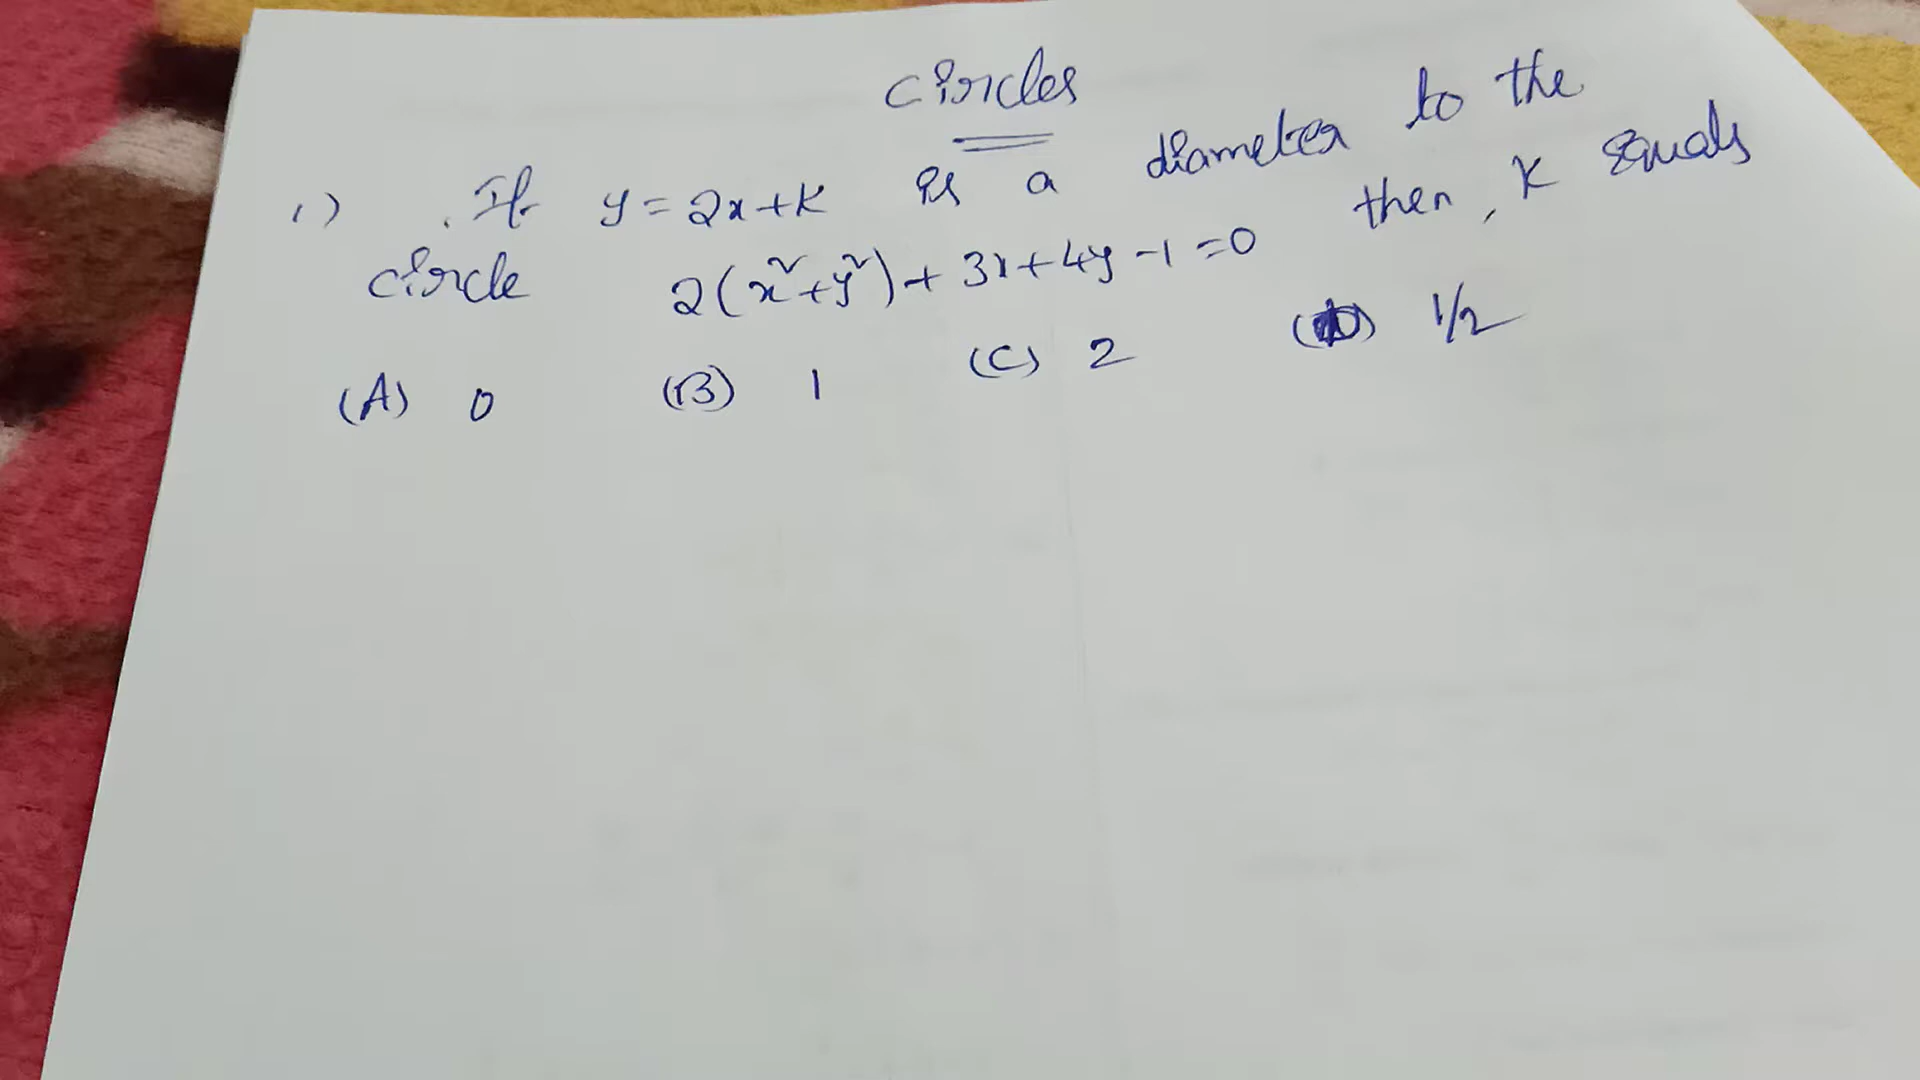 Circles
1) . If y = 2x + k is a diameter to the
circle 2(x²+y²) + 3x + 4y - 1 = 0 then, k equals
(A) 0 (B) 1 (C) 2 (D) 1/2